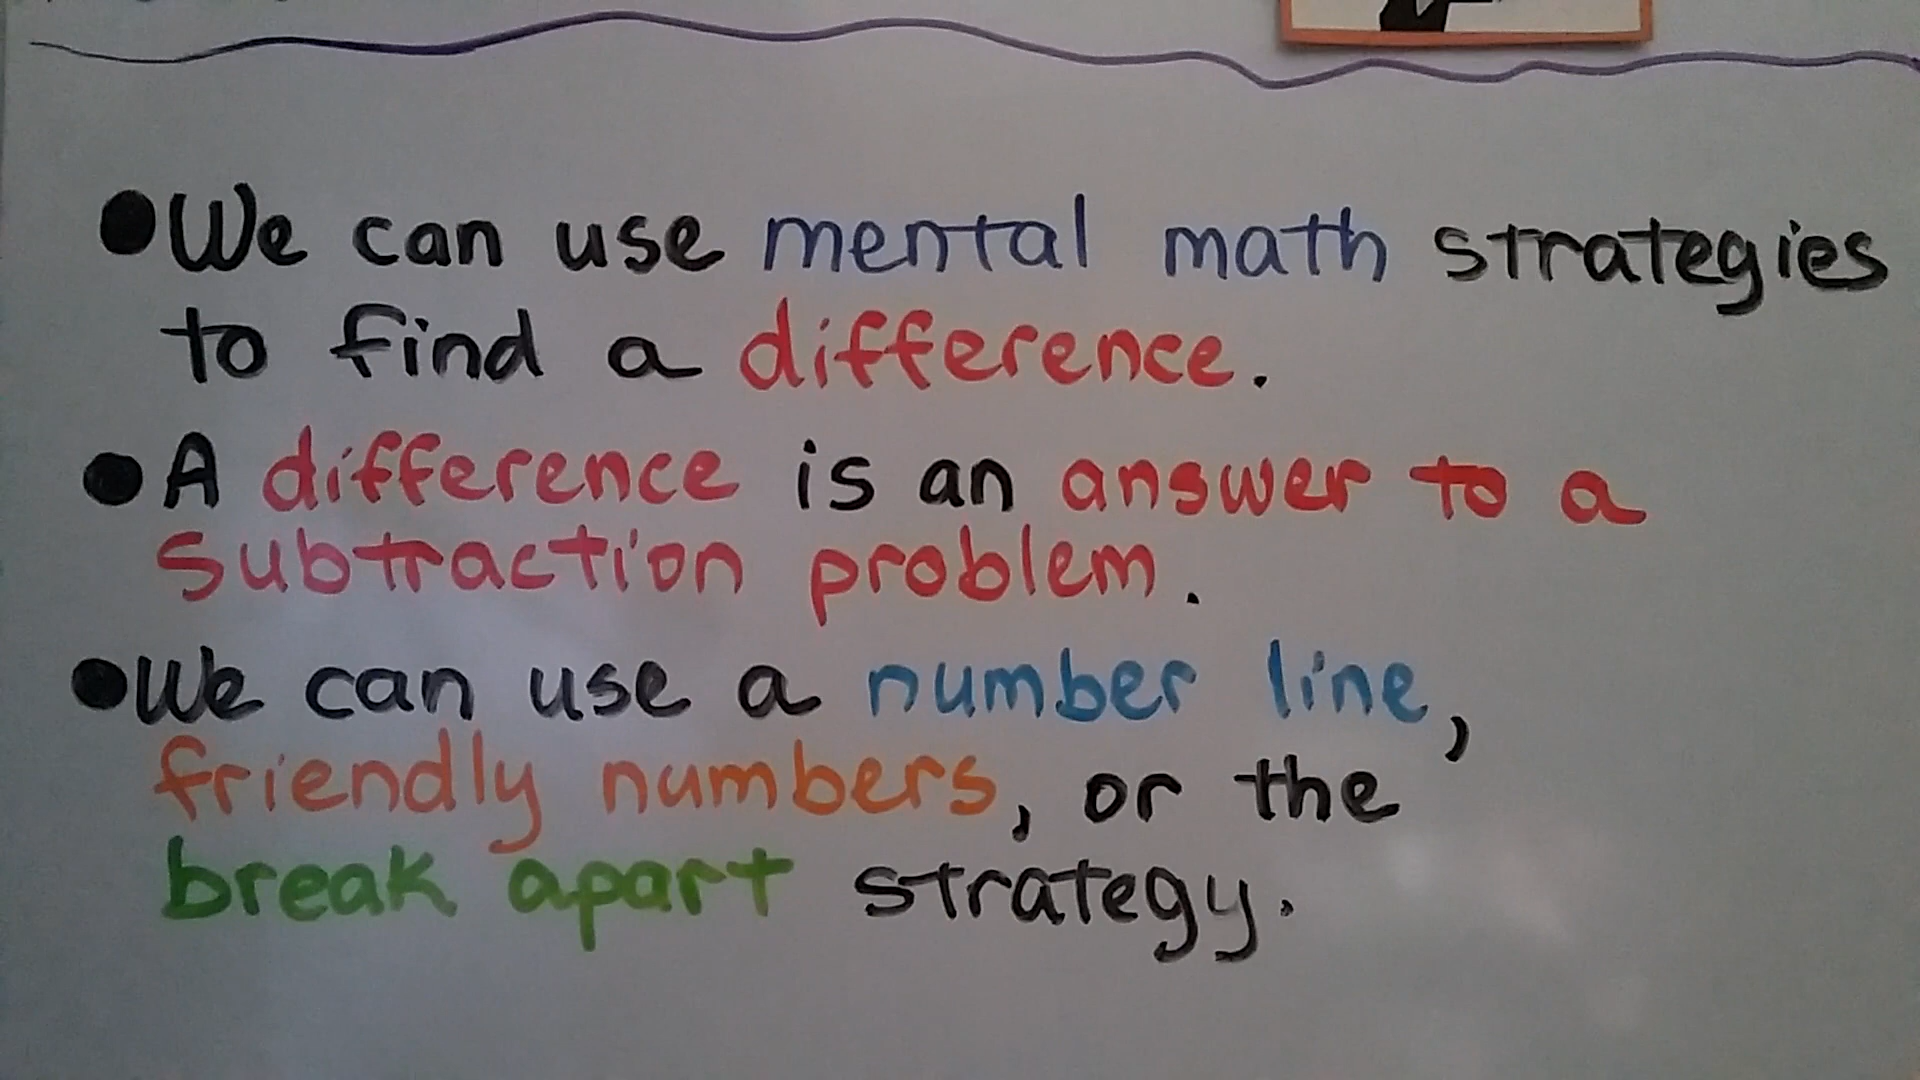 ●We can use mental math strategies
to find a difference.
●A difference is an answer to a
subtraction problem.
●We can use a number line,
friendly numbers, or the
break apart strategy.